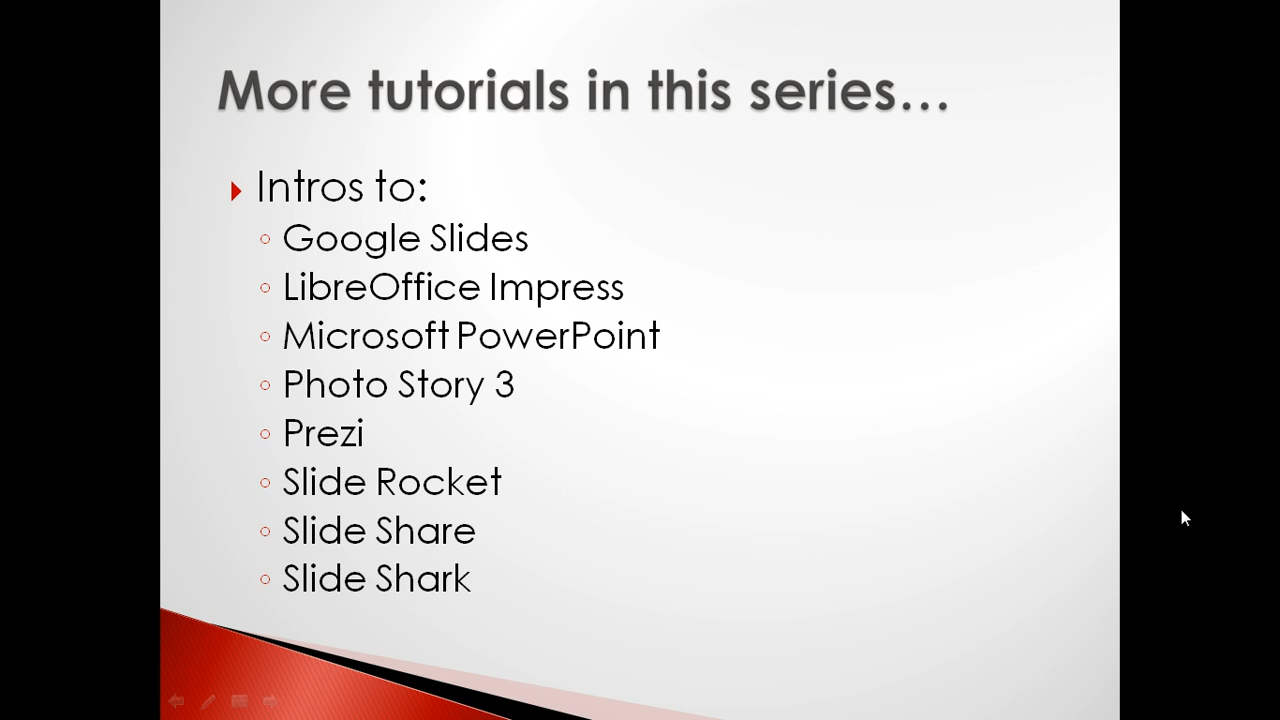 More tutorials in this series...
Intros to:
Google Slides
LibreOffice Impress
Microsoft PowerPoint
Photo Story 3
Prezi
Slide Rocket
Slide Share
Slide Shark